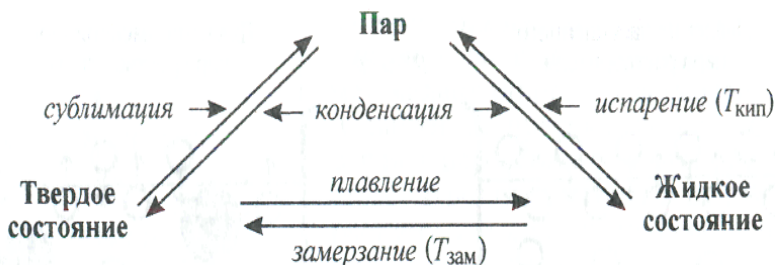 Пар
сублимация
конденсация
испарение (Tкип)
Твердое
состояние
плавление
Жидкое
состояние
замерзание (Tзам)